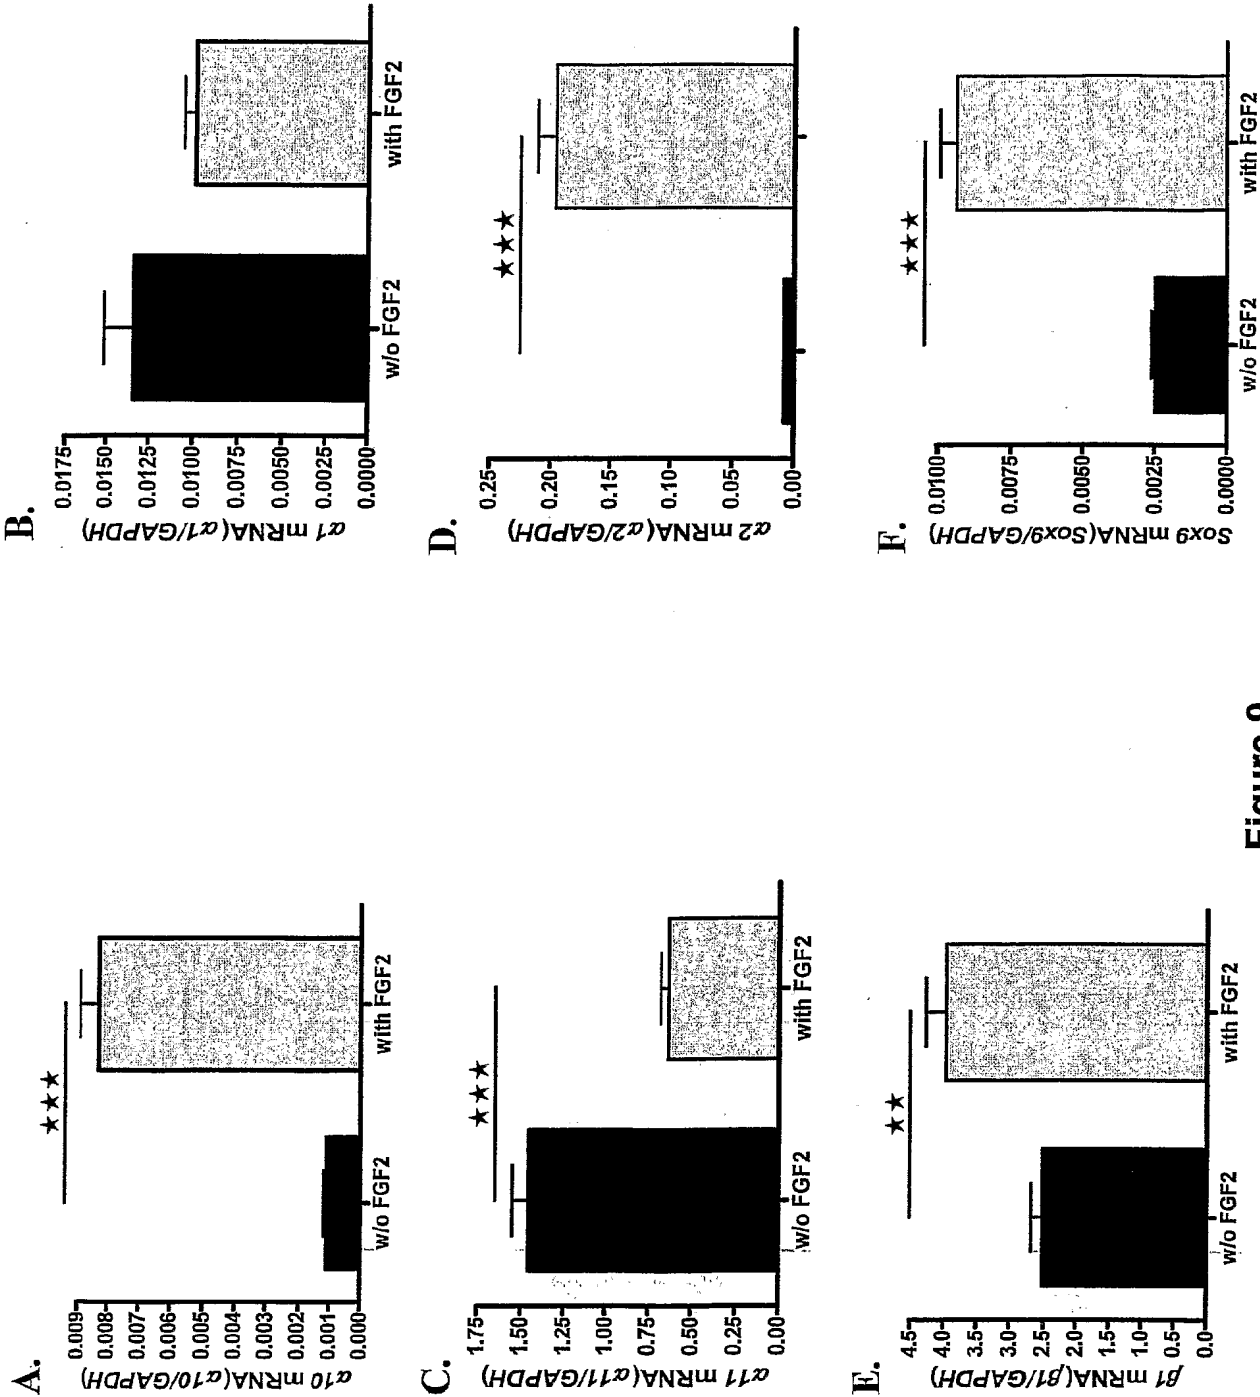 A.
α10 mRNA(α10/GAPDH)
0.009
0.008
0.007
0.006
0.005
0.004
0.003
0.002
0.001
0.000
★★★
w/o FGF2
with FGF2
B.
α1 mRNA(α1/GAPDH)
0.0175
0.0150
0.0125
0.0100
0.0075
0.0050
0.0025
0.0000
w/o FGF2
with FGF2
C.
α11 mRNA(α11/GAPDH)
1.75
1.50
1.25
1.00
0.75
0.50
0.25
0.00
★★★
w/o FGF2
with FGF2
D.
α2 mRNA(α2/GAPDH)
0.25
0.20
0.15
0.10
0.05
0.00
★★★
E.
β1 mRNA(β1/GAPDH)
4.5
4.0
3.5
3.0
2.5
2.0
1.5
1.0
0.5
0.0
★★
w/o FGF2
with FGF2
F.
Sox9 mRNA(Sox9/GAPDH)
0.0100
0.0075
0.0050
0.0025
0.0000
★★★
w/o FGF2
with FGF2
Figure